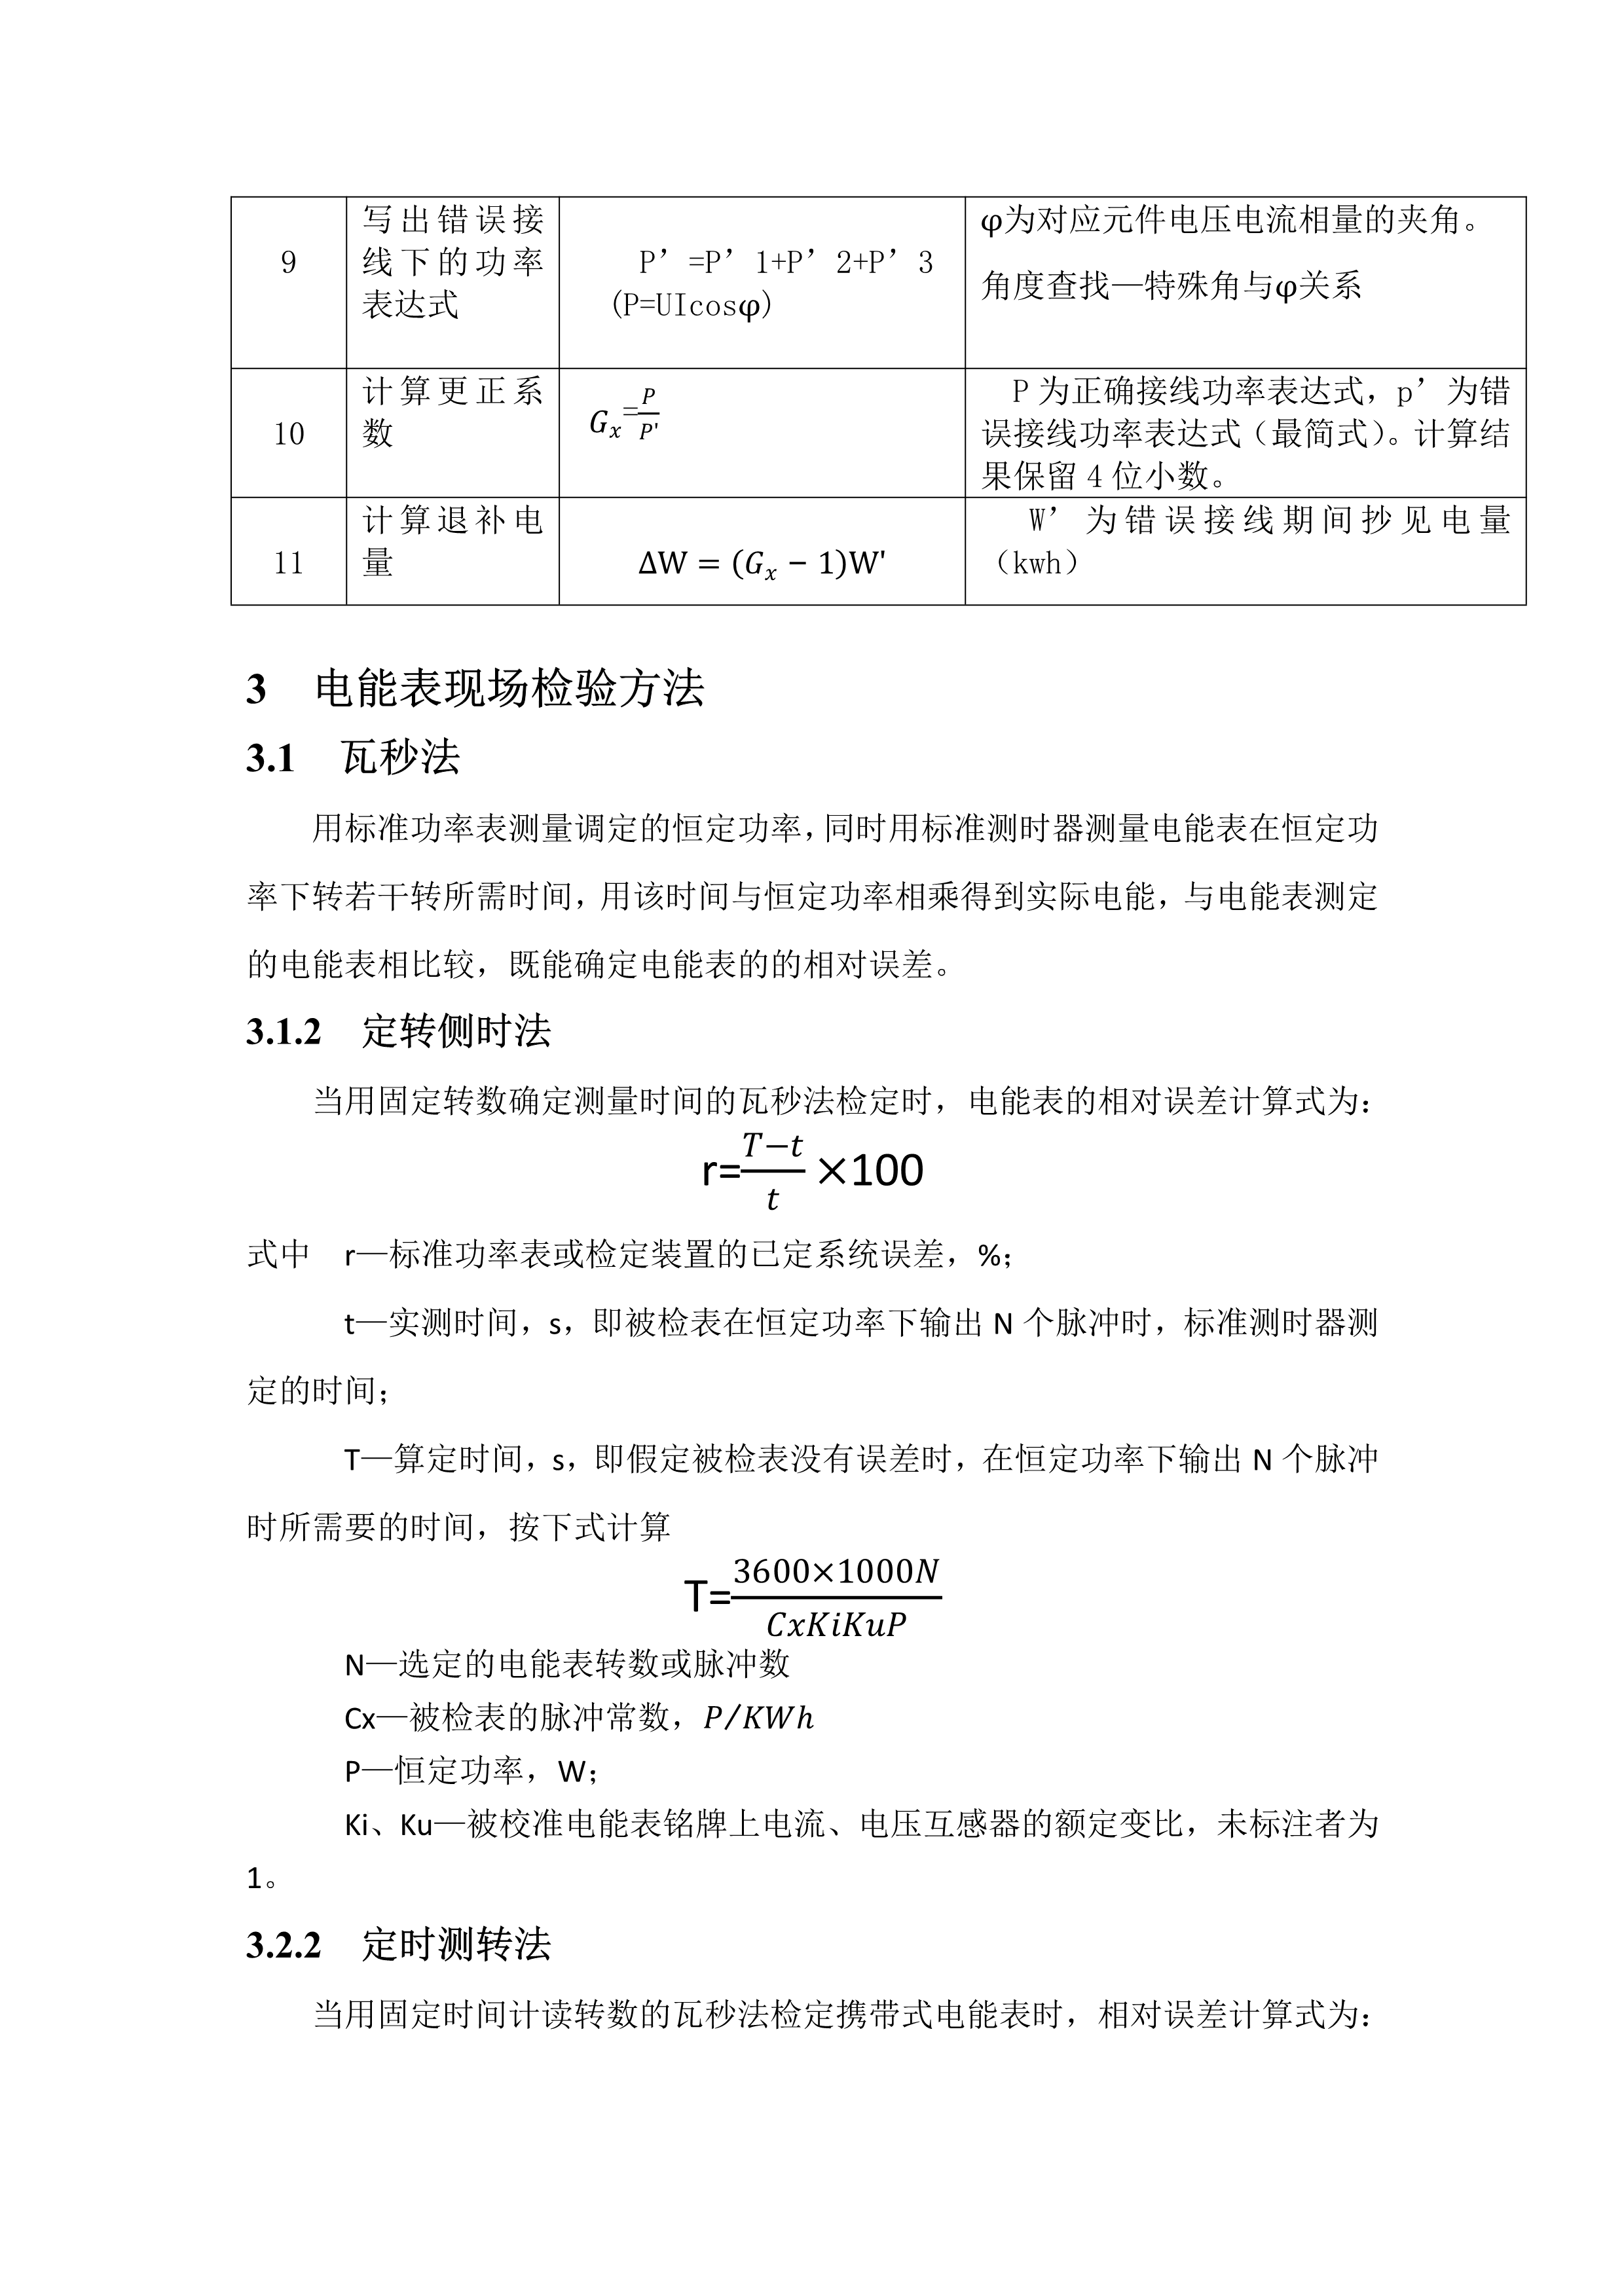 9
写出错误接
线下的功率
表达式
P’=P’1+P’2+P’3
(P=UIcosφ)
φ为对应元件电压电流相量的夹角。
角度查找—特殊角与φ关系
10
计算更正系
数
Gₓ=P/P'
P 为正确接线功率表达式，p’为错
误接线功率表达式（最简式）。计算结
果保留 4 位小数。
11
计算退补电
量
ΔW = (Gₓ − 1)W'
W’为错误接线期间抄见电量
（kwh）
3 电能表现场检验方法
3.1 瓦秒法
用标准功率表测量调定的恒定功率，同时用标准测时器测量电能表在恒定功
率下转若干转所需时间，用该时间与恒定功率相乘得到实际电能，与电能表测定
的电能表相比较，既能确定电能表的的相对误差。
3.1.2 定转侧时法
当用固定转数确定测量时间的瓦秒法检定时，电能表的相对误差计算式为：
r=(T−t)/t ×100
式中 r—标准功率表或检定装置的已定系统误差，%；
t—实测时间，s，即被检表在恒定功率下输出 N 个脉冲时，标准测时器测
定的时间；
T—算定时间，s，即假定被检表没有误差时，在恒定功率下输出 N 个脉冲
时所需要的时间，按下式计算
T=3600×1000N/CxKiKuP
N—选定的电能表转数或脉冲数
Cx—被检表的脉冲常数，P/KWh
P—恒定功率，W；
Ki、Ku—被校准电能表铭牌上电流、电压互感器的额定变比，未标注者为
1。
3.2.2 定时测转法
当用固定时间计读转数的瓦秒法检定携带式电能表时，相对误差计算式为：